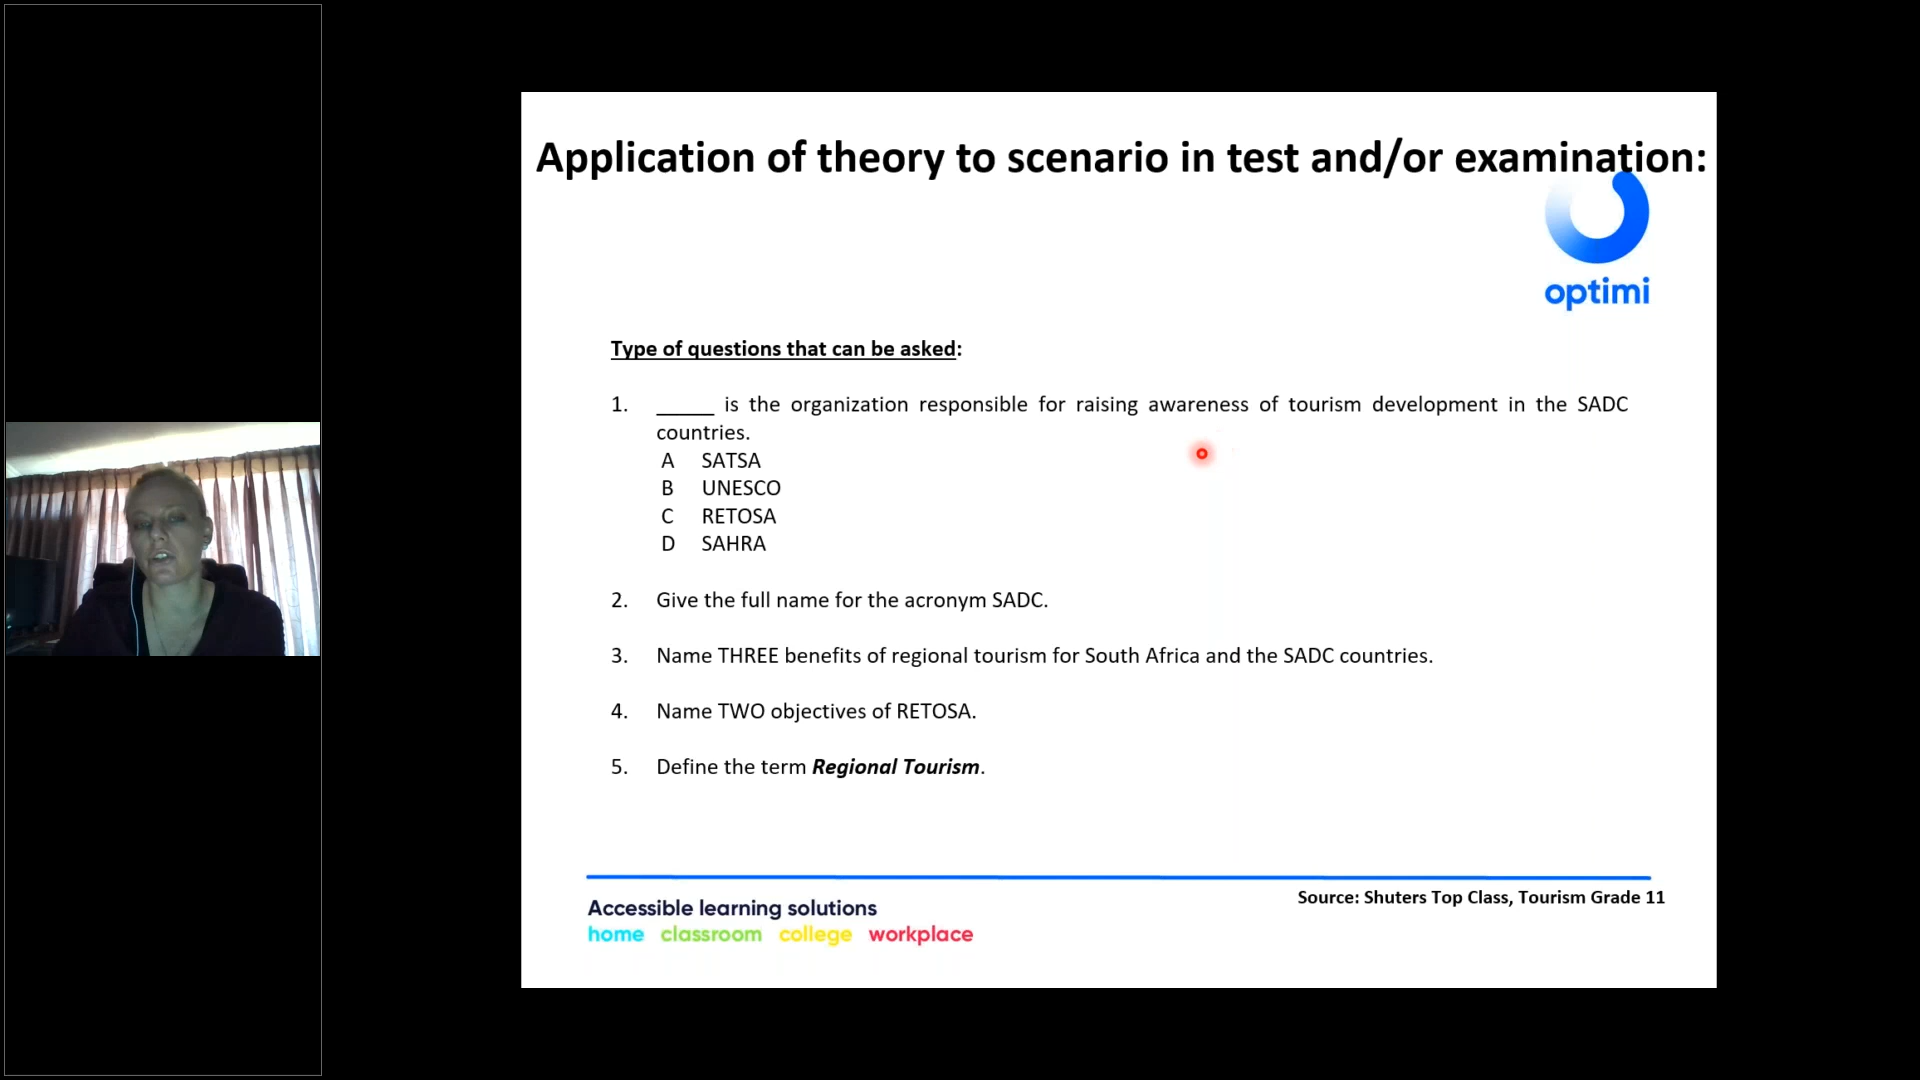 Application of theory to scenario in test and/or examination:
optimi
Type of questions that can be asked:
1. _____ is the organization responsible for raising awareness of tourism development in the SADC
countries.
A SATSA
B UNESCO
C RETOSA
D SAHRA
2. Give the full name for the acronym SADC.
3. Name THREE benefits of regional tourism for South Africa and the SADC countries.
4. Name TWO objectives of RETOSA.
5. Define the term Regional Tourism.
Source: Shuters Top Class, Tourism Grade 11
Accessible learning solutions
home classroom college workplace